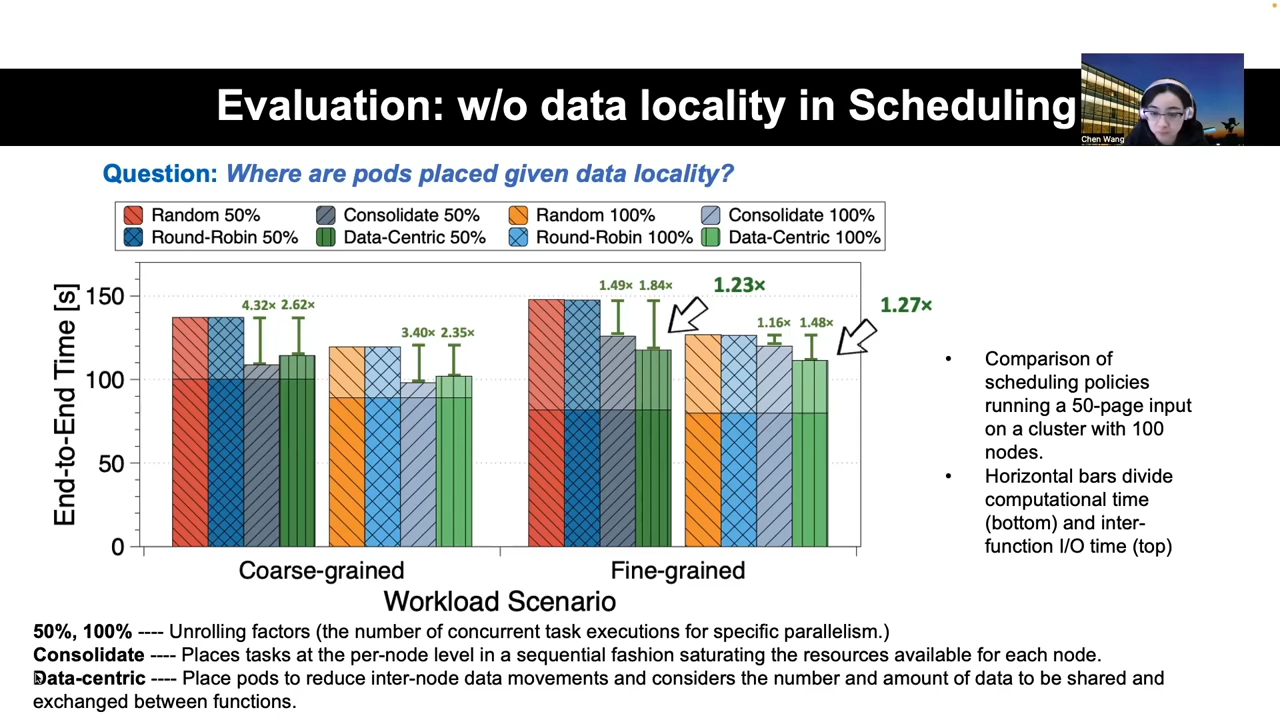 Evaluation: w/o data locality in Scheduling
Chen Wang
Question: Where are pods placed given data locality?
Random 50%
Consolidate 50%
Random 100%
Consolidate 100%
Round-Robin 50%
Data-Centric 50%
Round-Robin 100%
Data-Centric 100%
End-to-End Time [s]
150
100
50
0
4.32×
2.62×
3.40×
2.35×
1.49×
1.84×
1.23×
1.16×
1.48×
1.27×
Coarse-grained
Fine-grained
Workload Scenario
• Comparison of
scheduling policies
running a 50-page input
on a cluster with 100
nodes.
• Horizontal bars divide
computational time
(bottom) and inter-
function I/O time (top)
50%, 100% ---- Unrolling factors (the number of concurrent task executions for specific parallelism.)
Consolidate ---- Places tasks at the per-node level in a sequential fashion saturating the resources available for each node.
Data-centric ---- Place pods to reduce inter-node data movements and considers the number and amount of data to be shared and
exchanged between functions.